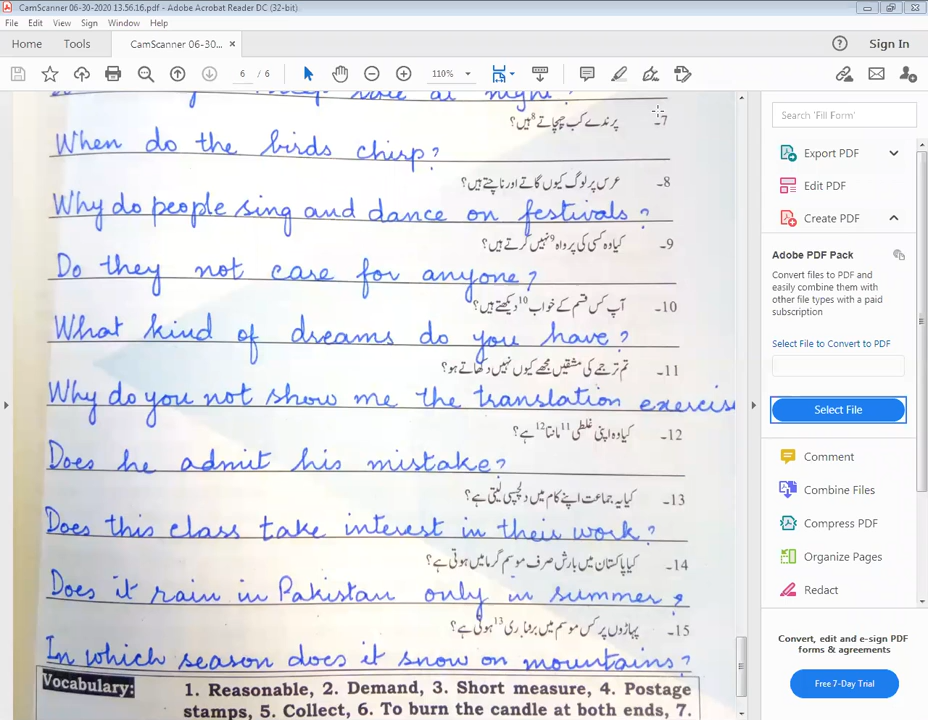 CamScanner 06-30-2020 13.56.16.pdf - Adobe Acrobat Reader DC (32-bit)
File Edit View Sign Window Help
Home Tools CamScanner 06-30... × Sign In
6 / 6 110%
at night?
7- پرندے کب چہچہاتے8 ہیں؟
When do the birds chirp?
8- عرس پر لوگ کیوں گاتے اور ناچتے ہیں؟
Why do people sing and dance on festivals?
9- کیا وہ کسی کی پرواہ9 نہیں کرتے ہیں؟
Do they not care for anyone?
10- آپ کس قسم کے خواب10 دیکھتے ہیں؟
What kind of dreams do you have?
11- تم ترجمے کی مشقیں مجھے کیوں نہیں دکھاتے ہو؟
Why do you not show me the translation exercise
12- کیا وہ اپنی غلطی11 مانتا12 ہے؟
Does he admit his mistake?
13- کیا یہ جماعت اپنے کام میں دلچسپی لیتی ہے؟
Does this class take interest in their work?
14- کیا پاکستان میں بارش صرف موسم گرما میں ہوتی ہے؟
Does it rain in Pakistan only in summer?
15- پہاڑوں پر کس موسم میں برفباری13 ہوتی ہے؟
In which season does it snow on mountains?
Vocabulary: 1. Reasonable, 2. Demand, 3. Short measure, 4. Postage
stamps, 5. Collect, 6. To burn the candle at both ends, 7.
Search 'Fill Form'
Export PDF
Edit PDF
Create PDF
Adobe PDF Pack
Convert files to PDF and
easily combine them with
other file types with a paid
subscription
Select File to Convert to PDF
Select File
Comment
Combine Files
Compress PDF
Organize Pages
Redact
Convert, edit and e-sign PDF
forms & agreements
Free 7-Day Trial